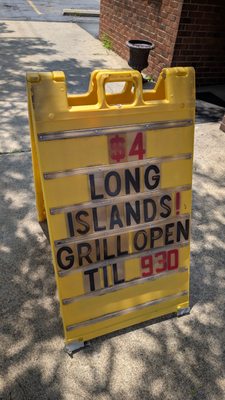 $4
LONG
ISLANDS!
GRILL OPEN
TIL 930